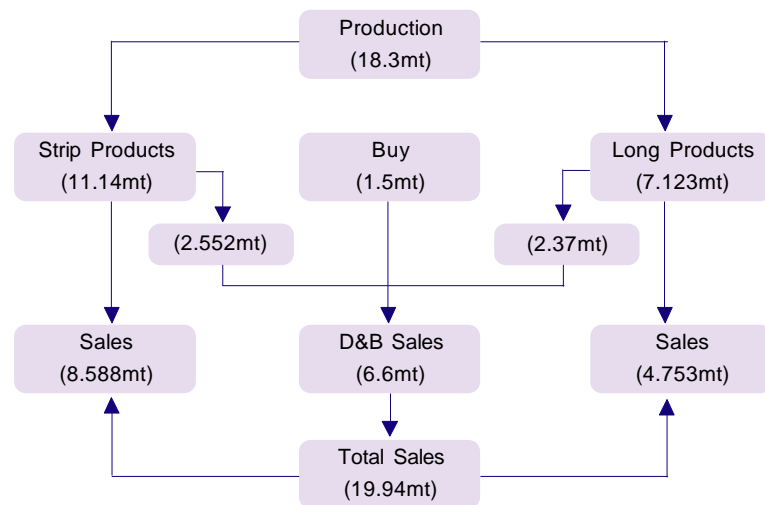 Production
(18.3mt)
Strip Products
(11.14mt)
Buy
(1.5mt)
Long Products
(7.123mt)
(2.552mt)
(2.37mt)
Sales
(8.588mt)
D&B Sales
(6.6mt)
Sales
(4.753mt)
Total Sales
(19.94mt)